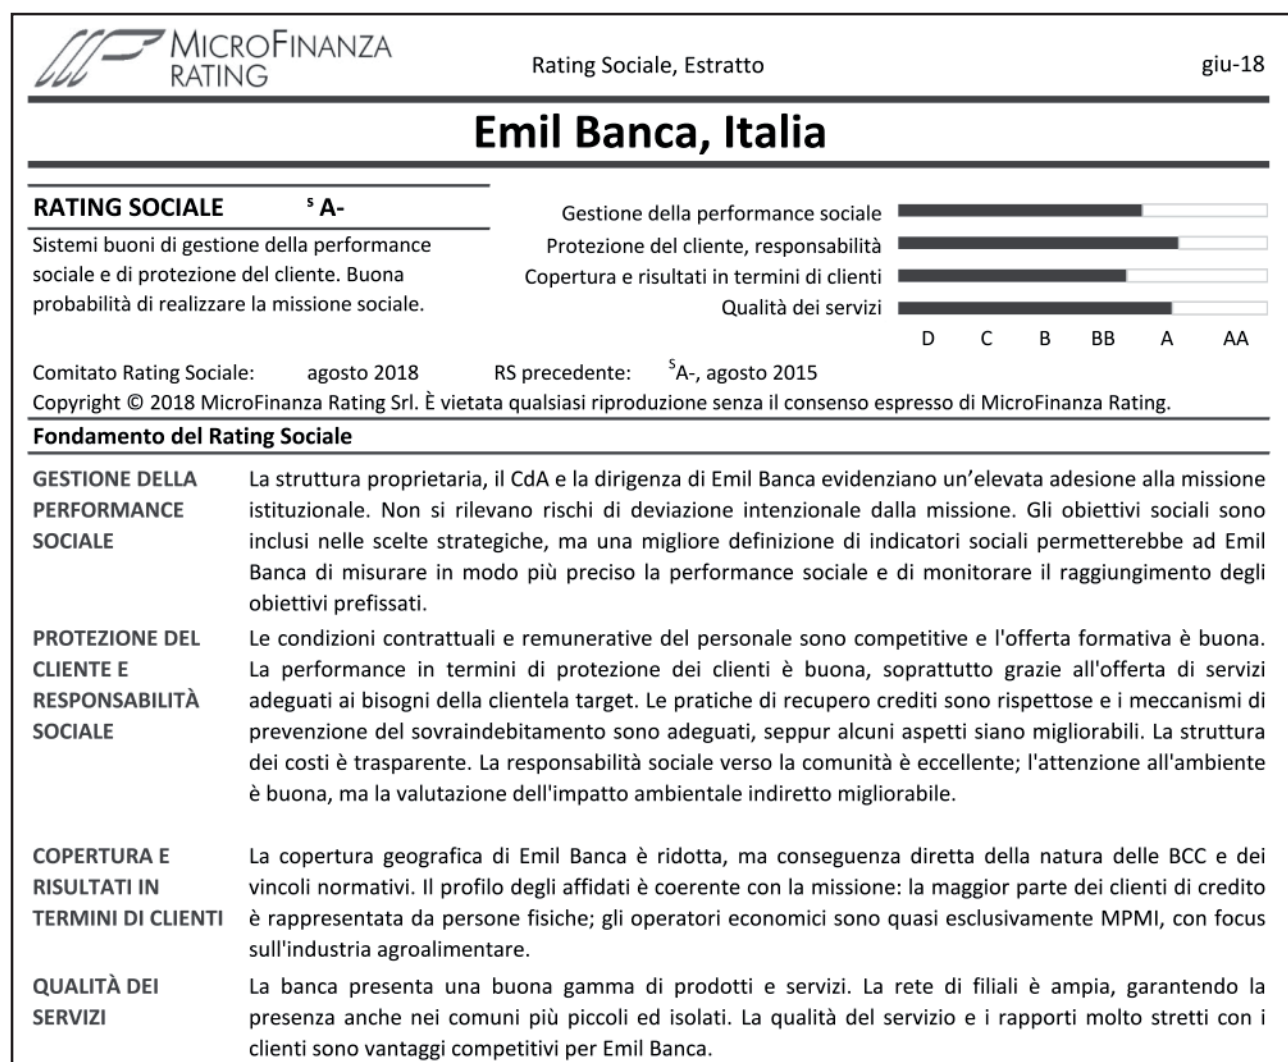 MICROFINANZA
RATING
Rating Sociale, Estratto
giu-18
Emil Banca, Italia
RATING SOCIALE s A-
Sistemi buoni di gestione della performance
sociale e di protezione del cliente. Buona
probabilità di realizzare la missione sociale.
Gestione della performance sociale
Protezione del cliente, responsabilità
Copertura e risultati in termini di clienti
Qualità dei servizi
D C B BB A AA
Comitato Rating Sociale: agosto 2018 RS precedente: SA-, agosto 2015
Copyright © 2018 MicroFinanza Rating Srl. È vietata qualsiasi riproduzione senza il consenso espresso di MicroFinanza Rating.
Fondamento del Rating Sociale
GESTIONE DELLA
PERFORMANCE
SOCIALE
La struttura proprietaria, il CdA e la dirigenza di Emil Banca evidenziano un’elevata adesione alla missione
istituzionale. Non si rilevano rischi di deviazione intenzionale dalla missione. Gli obiettivi sociali sono
inclusi nelle scelte strategiche, ma una migliore definizione di indicatori sociali permetterebbe ad Emil
Banca di misurare in modo più preciso la performance sociale e di monitorare il raggiungimento degli
obiettivi prefissati.
PROTEZIONE DEL
CLIENTE E
RESPONSABILITÀ
SOCIALE
Le condizioni contrattuali e remunerative del personale sono competitive e l'offerta formativa è buona.
La performance in termini di protezione dei clienti è buona, soprattutto grazie all'offerta di servizi
adeguati ai bisogni della clientela target. Le pratiche di recupero crediti sono rispettose e i meccanismi di
prevenzione del sovraindebitamento sono adeguati, seppur alcuni aspetti siano migliorabili. La struttura
dei costi è trasparente. La responsabilità sociale verso la comunità è eccellente; l'attenzione all'ambiente
è buona, ma la valutazione dell'impatto ambientale indiretto migliorabile.
COPERTURA E
RISULTATI IN
TERMINI DI CLIENTI
La copertura geografica di Emil Banca è ridotta, ma conseguenza diretta della natura delle BCC e dei
vincoli normativi. Il profilo degli affidati è coerente con la missione: la maggior parte dei clienti di credito
è rappresentata da persone fisiche; gli operatori economici sono quasi esclusivamente MPMI, con focus
sull'industria agroalimentare.
QUALITÀ DEI
SERVIZI
La banca presenta una buona gamma di prodotti e servizi. La rete di filiali è ampia, garantendo la
presenza anche nei comuni più piccoli ed isolati. La qualità del servizio e i rapporti molto stretti con i
clienti sono vantaggi competitivi per Emil Banca.